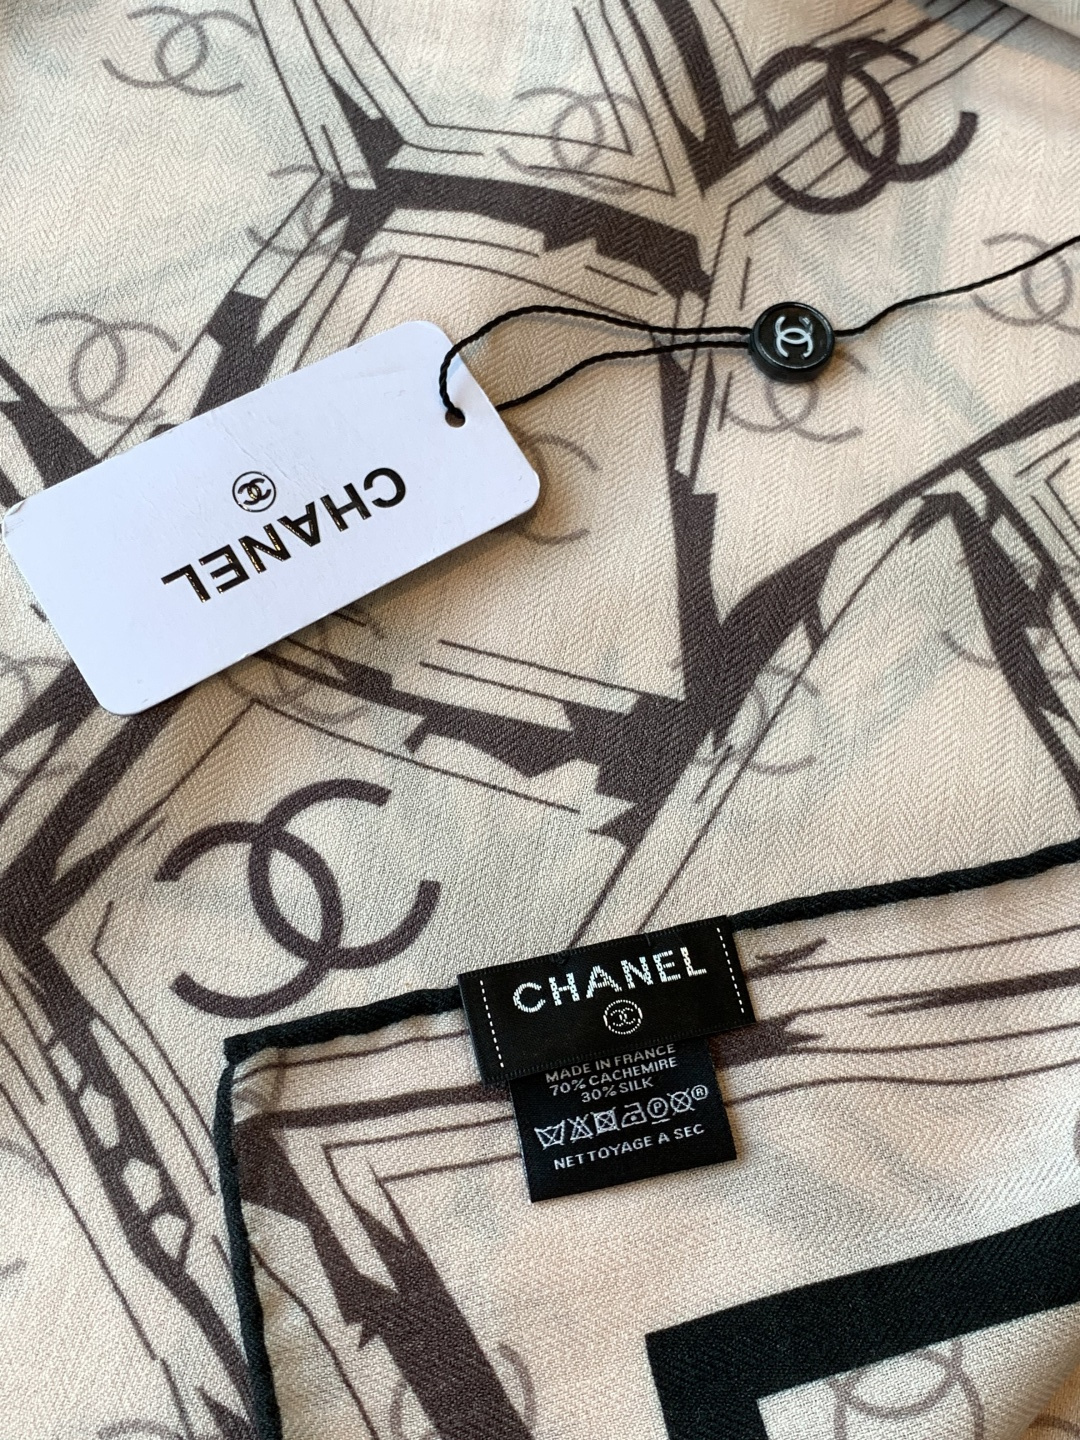 CHANEL
CHANEL
MADE IN FRANCE
70% CACHEMIRE
30% SILK
P ®
NETTOYAGE A SEC